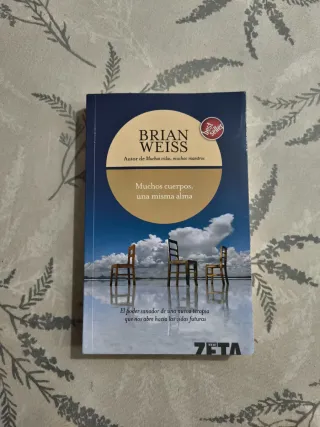 BRIAN
WEISS
Autor de Muchas vidas, muchos maestros
Muchos cuerpos,
una misma alma
El poder sanador de una nueva terapia
que nos abre hacia las vidas futuras
ZETA